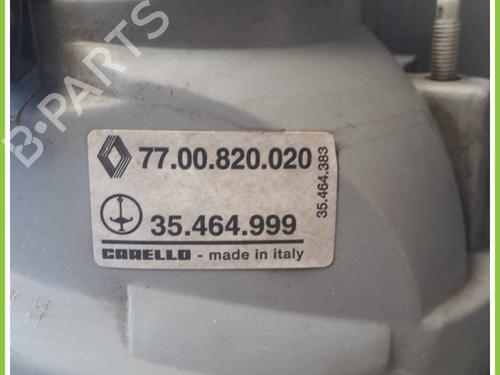 B-PARTS
77.00.820.020
35.464.999
CARELLO - made in italy
35.464.383